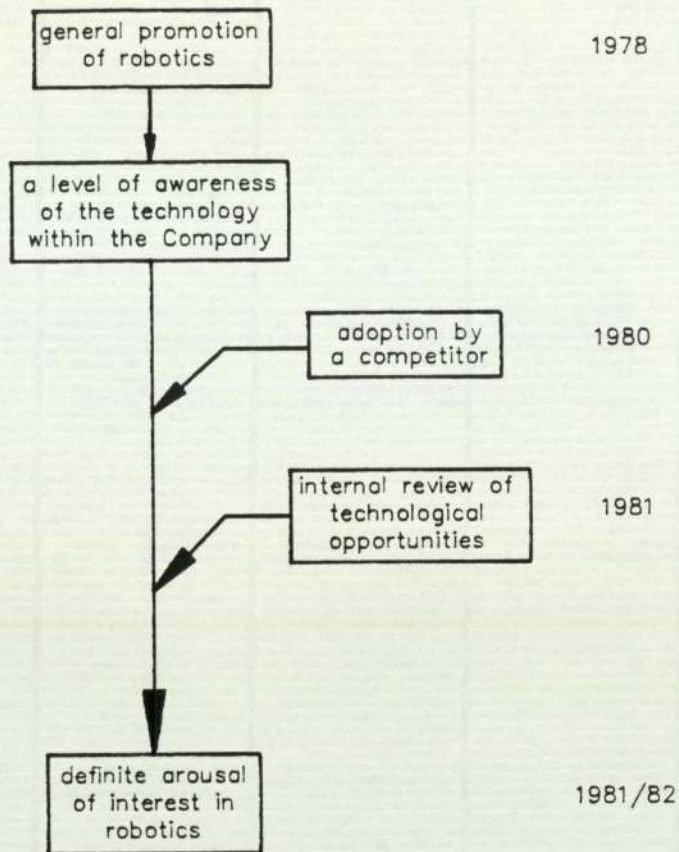 general promotion
of robotics
1978
a level of awareness
of the technology
within the Company
adoption by
a competitor
1980
internal review of
technological
opportunities
1981
definite arousal
of interest in
robotics
1981/82